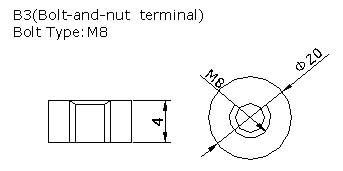 B3(Bolt-and-nut terminal)
Bolt Type:M8
M8
Φ20
4